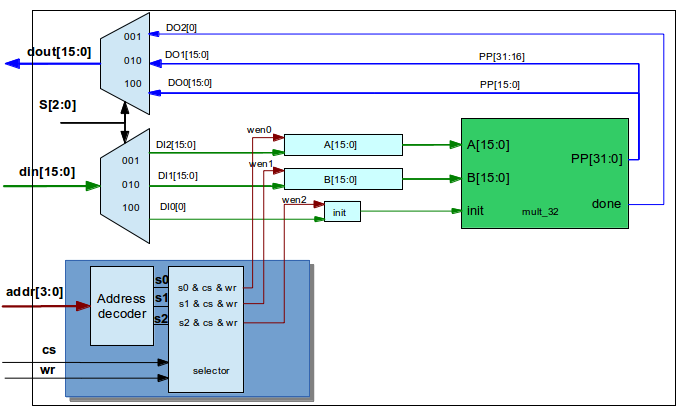 DO2[0]
001
dout[15:0]
DO1[15:0]
PP[31:16]
010
DO0[15:0]
PP[15:0]
100
S[2:0]
wen0
DI2[15:0]
A[15:0]
A[15:0]
001
PP[31:0]
wen1
din[15:0]
DI1[15:0]
B[15:0]
B[15:0]
010
wen2
done
100
DI0[0]
init
init
mult_32
addr[3:0]
Address
decoder
s0
s1
s2
s0 & cs & wr
s1 & cs & wr
s2 & cs & wr
cs
wr
selector